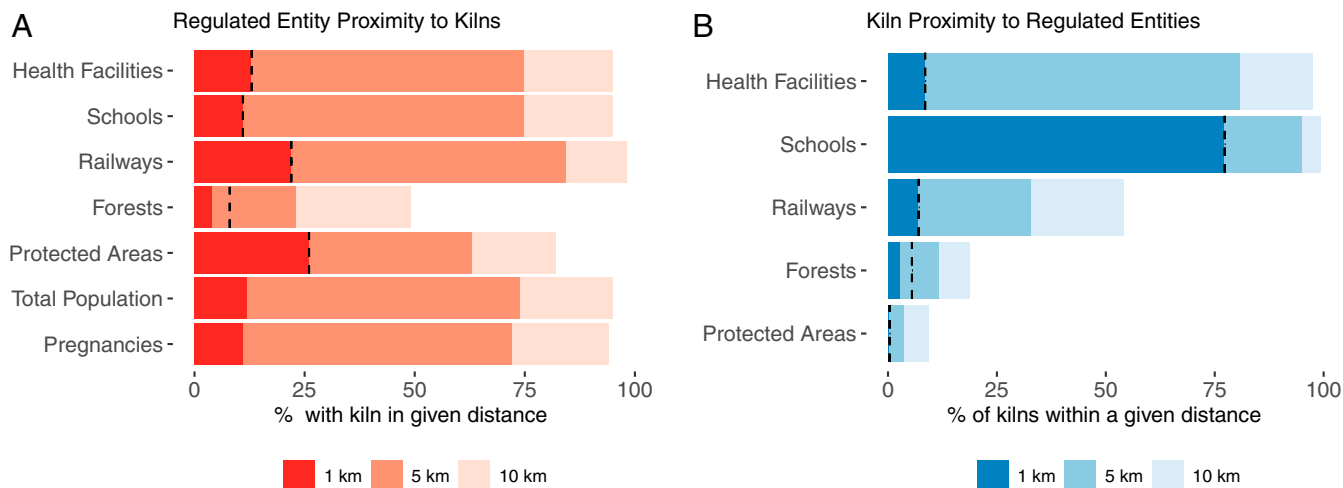 A
Regulated Entity Proximity to Kilns
Health Facilities
Schools
Railways
Forests
Protected Areas
Total Population
Pregnancies
0 25 50 75 100
% with kiln in given distance
1 km 5 km 10 km
B
Kiln Proximity to Regulated Entities
Health Facilities
Schools
Railways
Forests
Protected Areas
0 25 50 75 100
% of kilns within a given distance
1 km 5 km 10 km